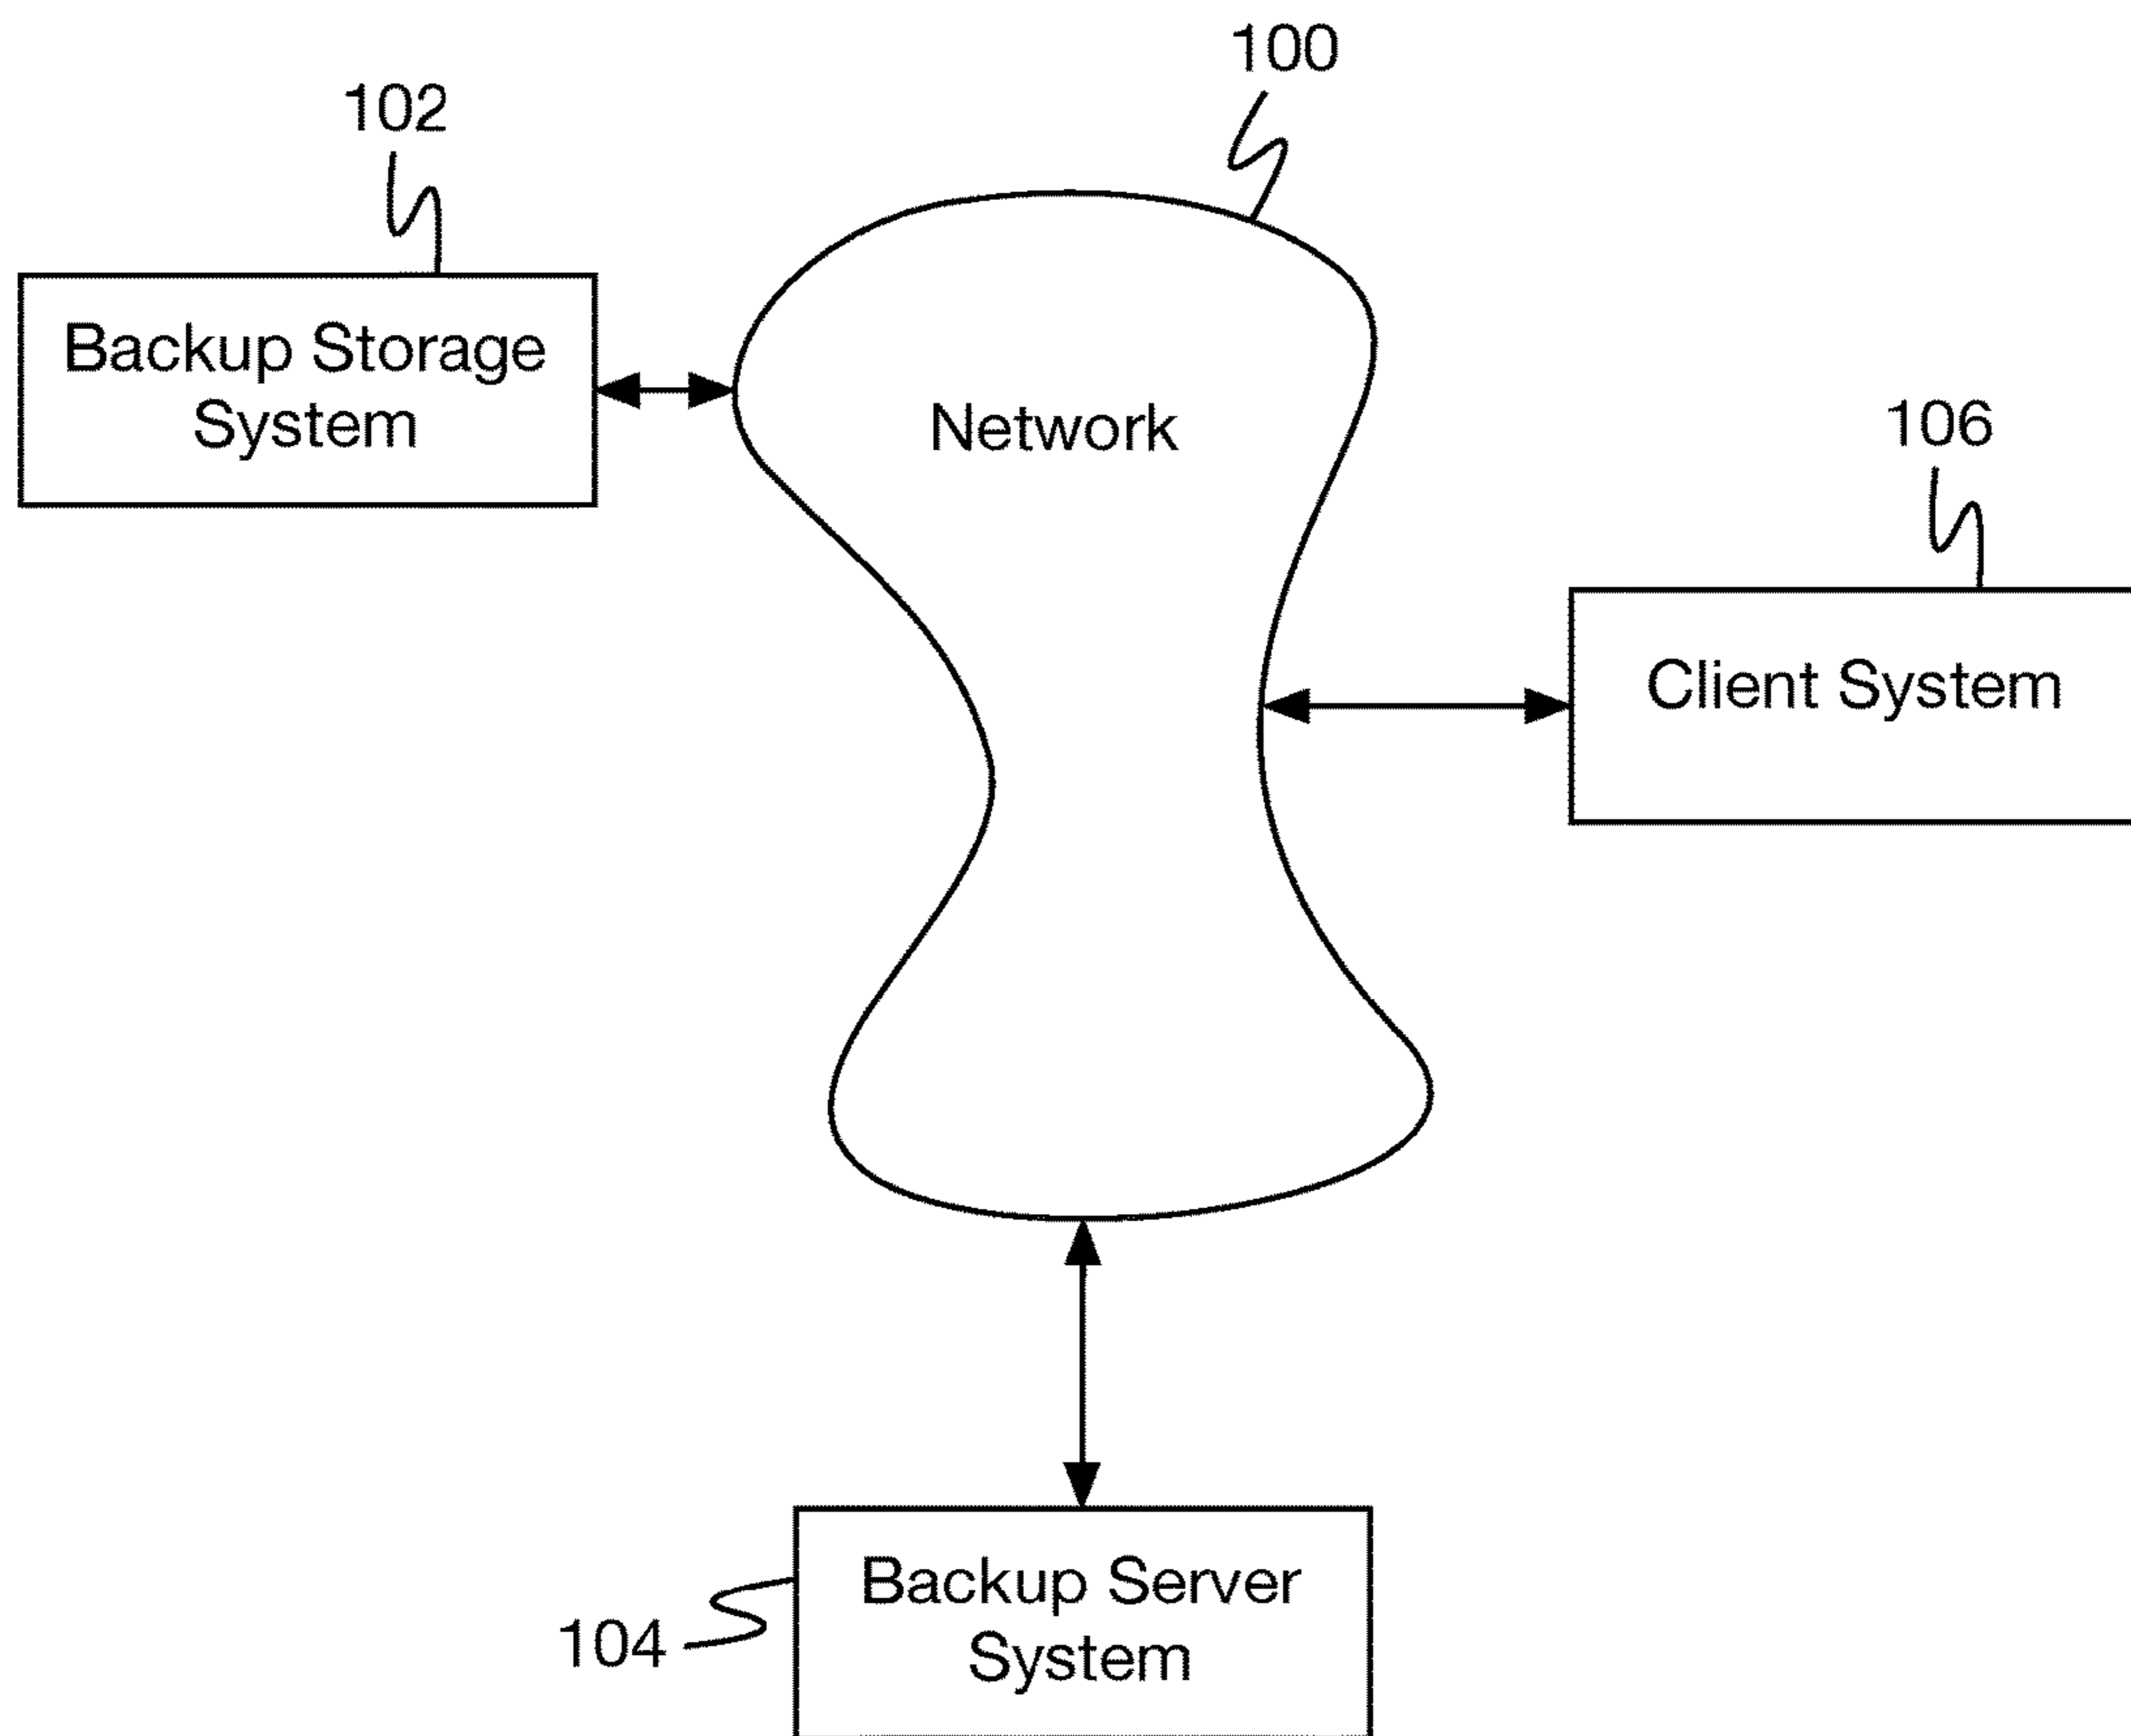 100
102
Backup Storage
System
Network
106
Client System
Backup Server
System
104